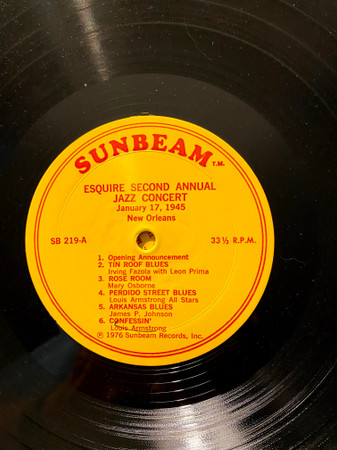 SUNBEAM T.M.
ESQUIRE SECOND ANNUAL
JAZZ CONCERT
January 17, 1945
New Orleans
SB 219-A 33⅓ R.P.M.
1. Opening Announcement
2. TIN ROOF BLUES
Irving Fazola with Leon Prima
3. ROSE ROOM
Mary Osborne
4. PERDIDO STREET BLUES
Louis Armstrong All Stars
5. ARKANSAS BLUES
James P. Johnson
6. CONFESSIN'
Louis Armstrong
℗ 1976 Sunbeam Records, Inc.